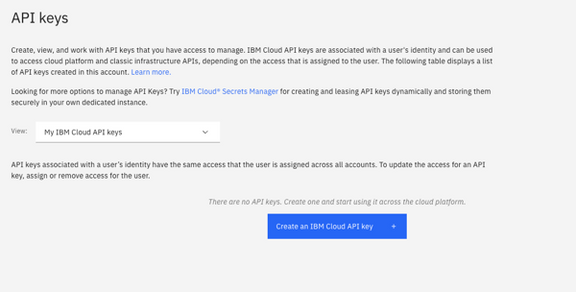 API keys
Create, view, and work with API keys that you have access to manage. IBM Cloud API keys are associated with a user's identity and can be used
to access cloud platform and classic infrastructure APIs, depending on the access that is assigned to the user. The following table displays a list
of API keys created in this account. Learn more.
Looking for more options to manage API Keys? Try IBM Cloud® Secrets Manager for creating and leasing API keys dynamically and storing them
securely in your own dedicated instance.
View: My IBM Cloud API keys
API keys associated with a user's identity have the same access that the user is assigned across all accounts. To update the access for an API
key, assign or remove access for the user.
There are no API keys. Create one and start using it across the cloud platform.
Create an IBM Cloud API key +